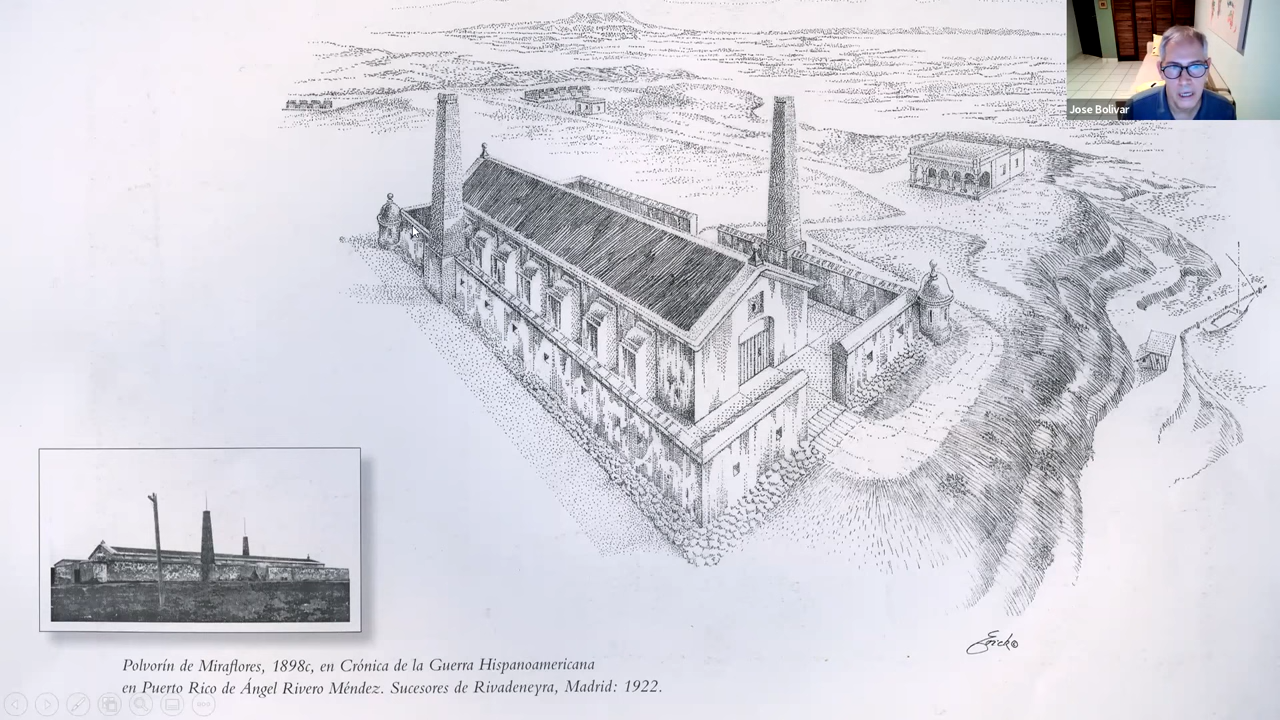 Jose Bolivar
Erick©
Polvorín de Miraflores, 1898c, en Crónica de la Guerra Hispanoamericana
en Puerto Rico de Ángel Rivero Méndez. Sucesores de Rivadeneyra, Madrid: 1922.